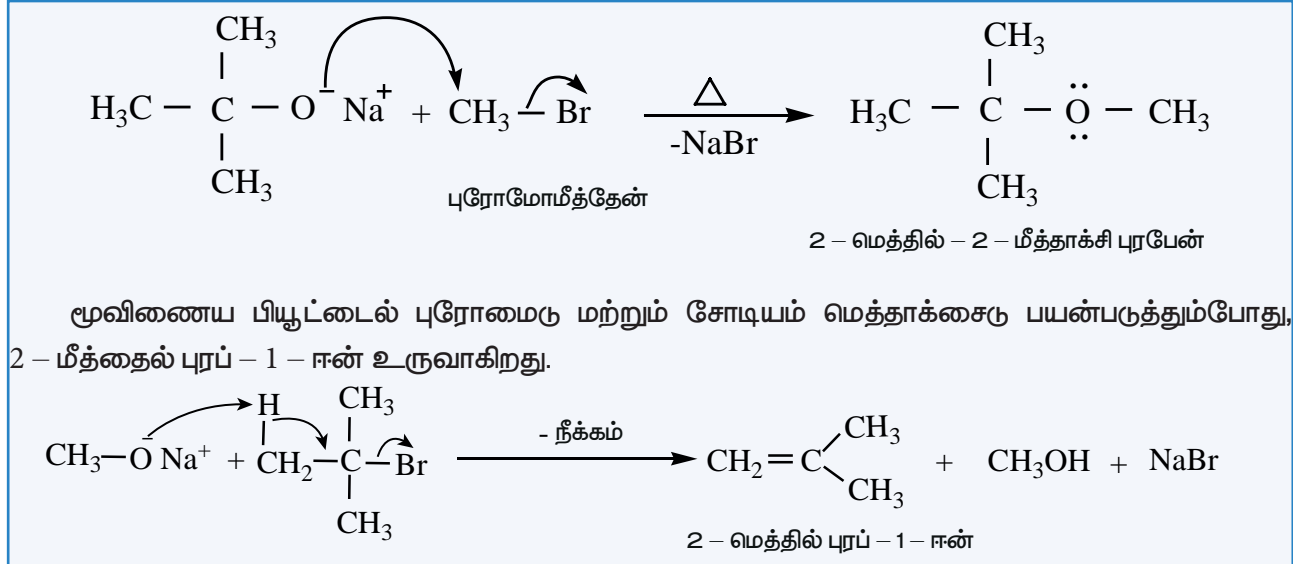 CH₃ CH₃
H₃C – C – O⁻ Na⁺ + CH₃ – Br △ -NaBr H₃C – C – Ö – CH₃
CH₃ CH₃
புரோமோமீத்தேன்
2 – மெத்தில் – 2 – மீத்தாக்சி புரபேன்
மூவிணைய பியூட்டைல் புரோமைடு மற்றும் சோடியம் மெத்தாக்சைடு பயன்படுத்தும்போது,
2 – மீத்தைல் புரப் – 1 – ஈன் உருவாகிறது.
H CH₃
CH₃–O⁻ Na⁺ + CH₂–C–Br - நீக்கம் CH₂=C CH₃ + CH₃OH + NaBr
CH₃ CH₃
2 – மெத்தில் புரப் – 1 – ஈன்